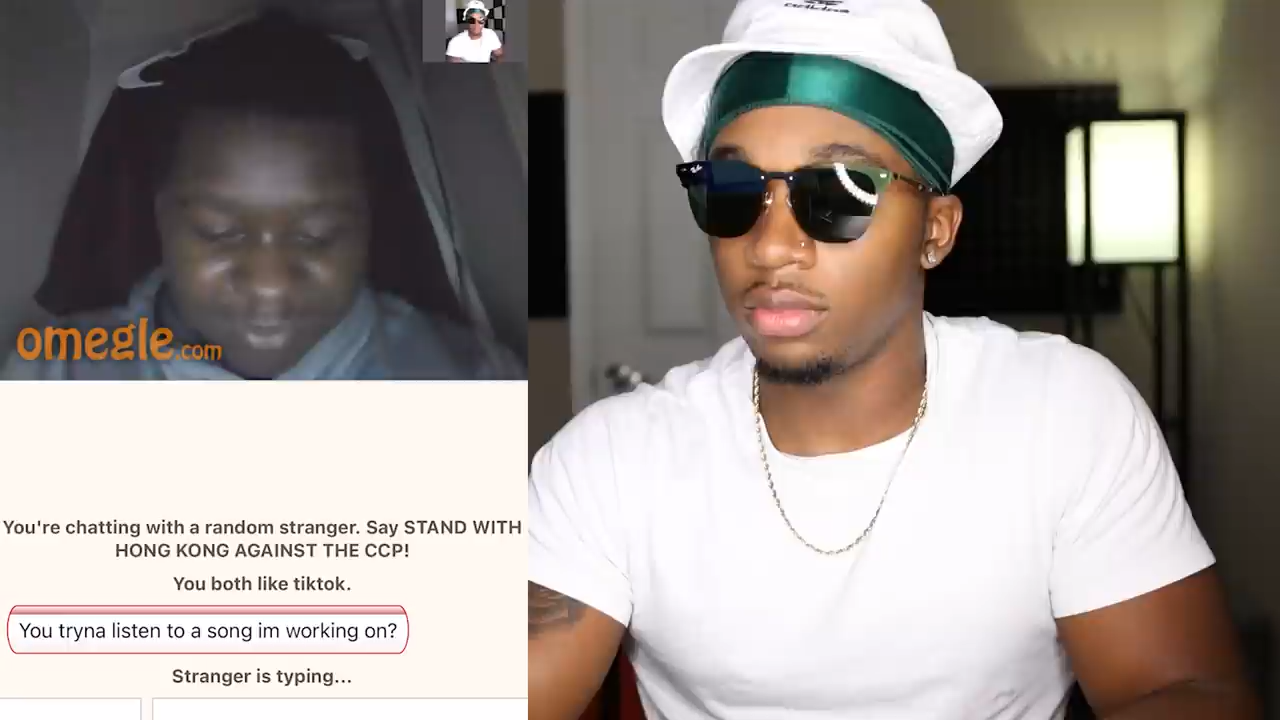 omegle.com
You're chatting with a random stranger. Say STAND WITH
HONG KONG AGAINST THE CCP!
You both like tiktok.
You tryna listen to a song im working on?
Stranger is typing...